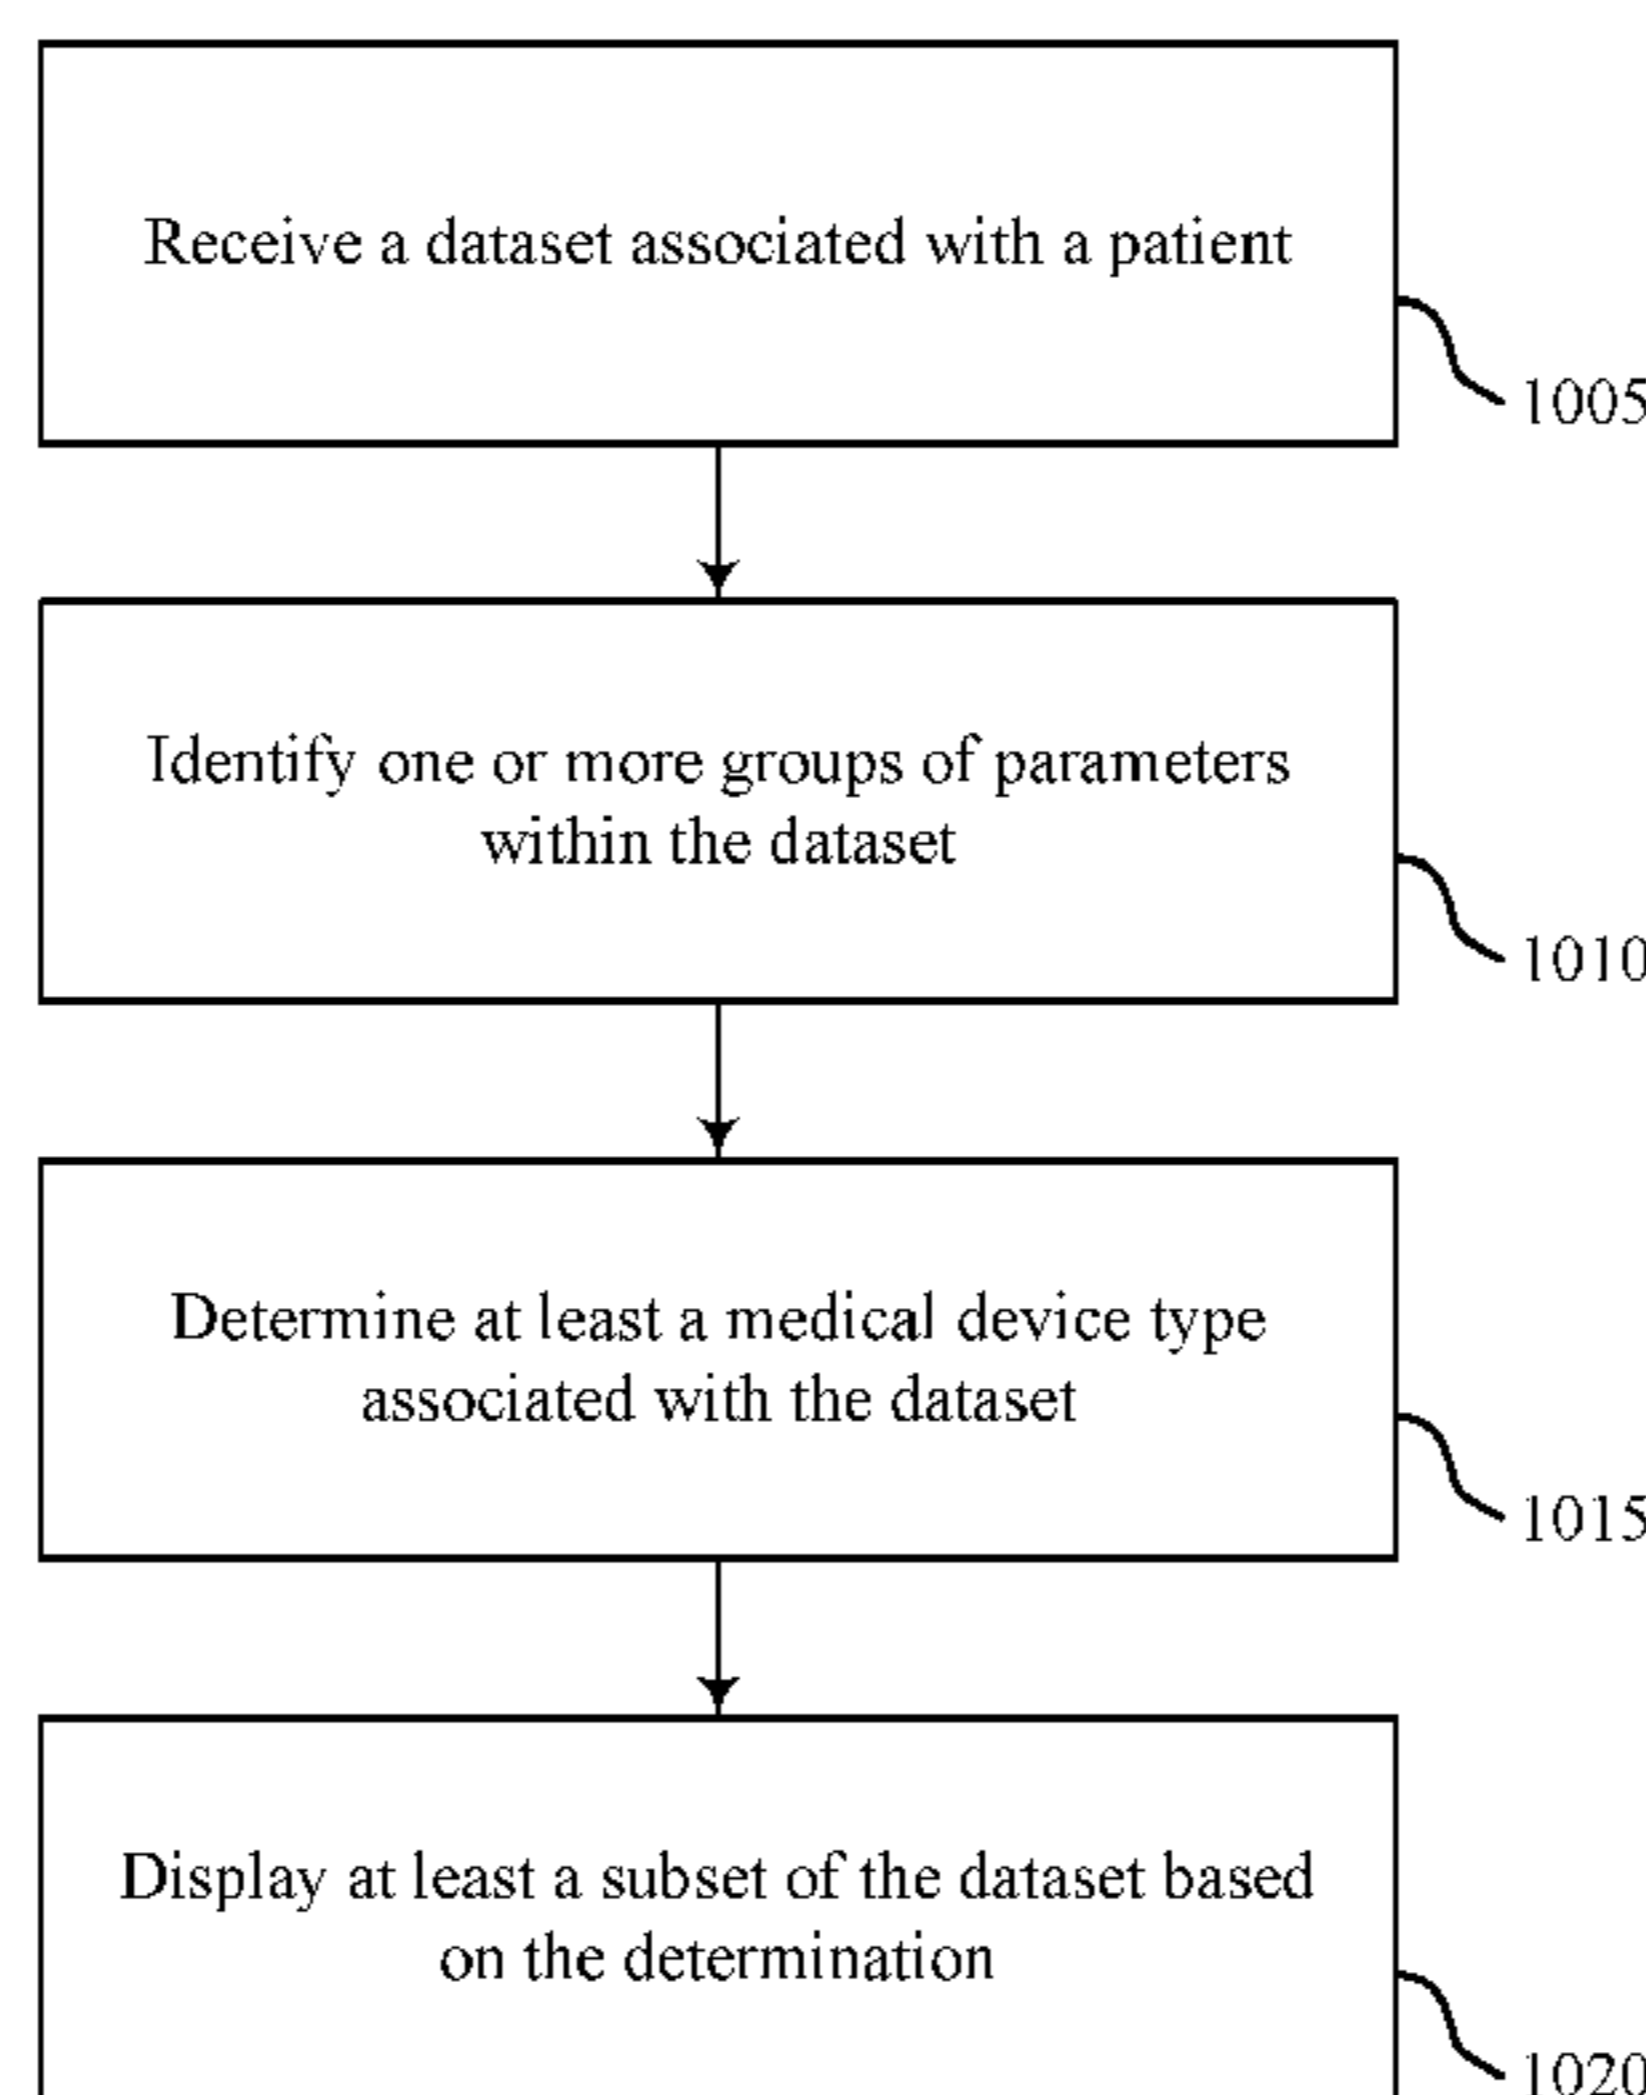 Receive a dataset associated with a patient
1005
Identify one or more groups of parameters
within the dataset
1010
Determine at least a medical device type
associated with the dataset
1015
Display at least a subset of the dataset based
on the determination
1020